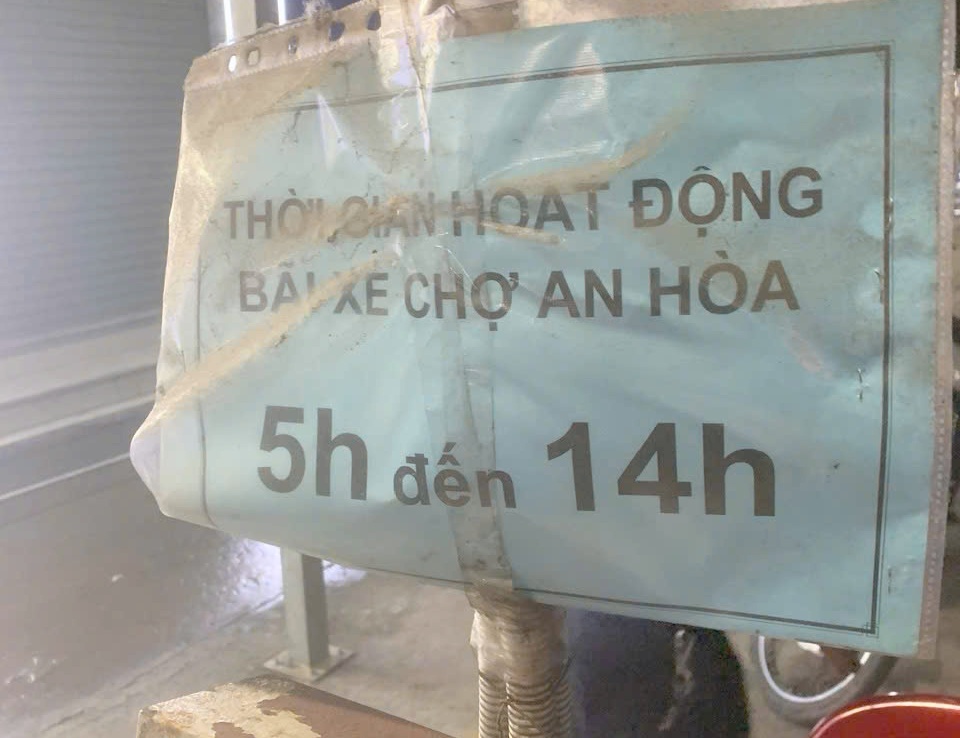 THỜI GIAN HOẠT ĐỘNG
BÃI XE CHỢ AN HÒA
5h đến 14h